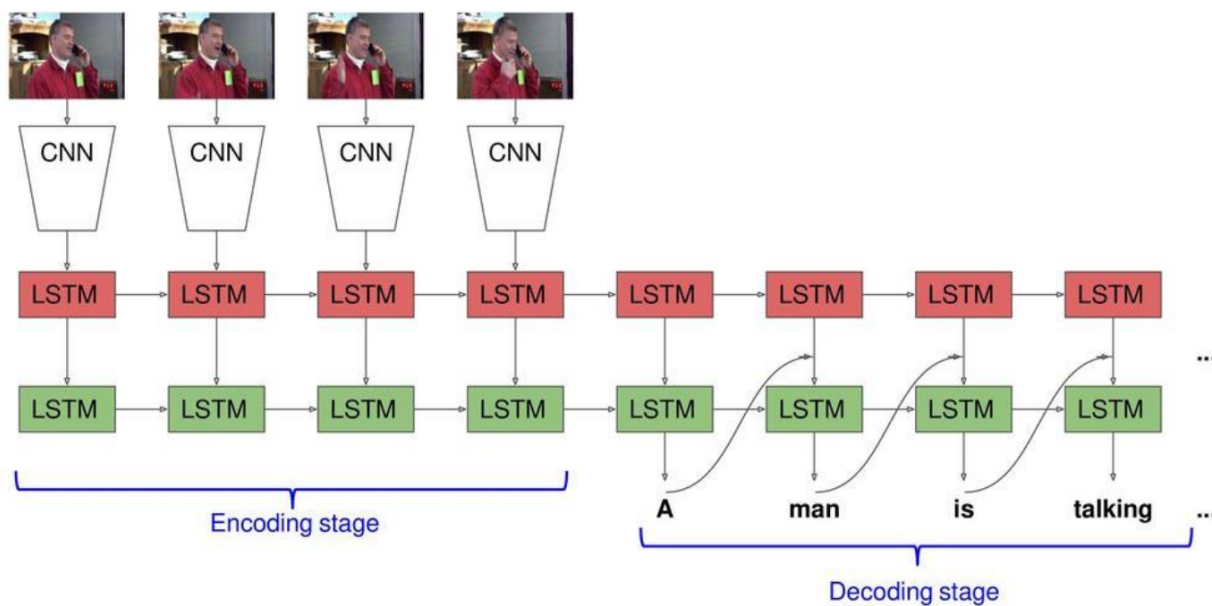 CNN CNN CNN CNN
LSTM LSTM LSTM LSTM LSTM LSTM LSTM LSTM
...
LSTM LSTM LSTM LSTM LSTM LSTM LSTM LSTM
A man is talking ...
Encoding stage
Decoding stage